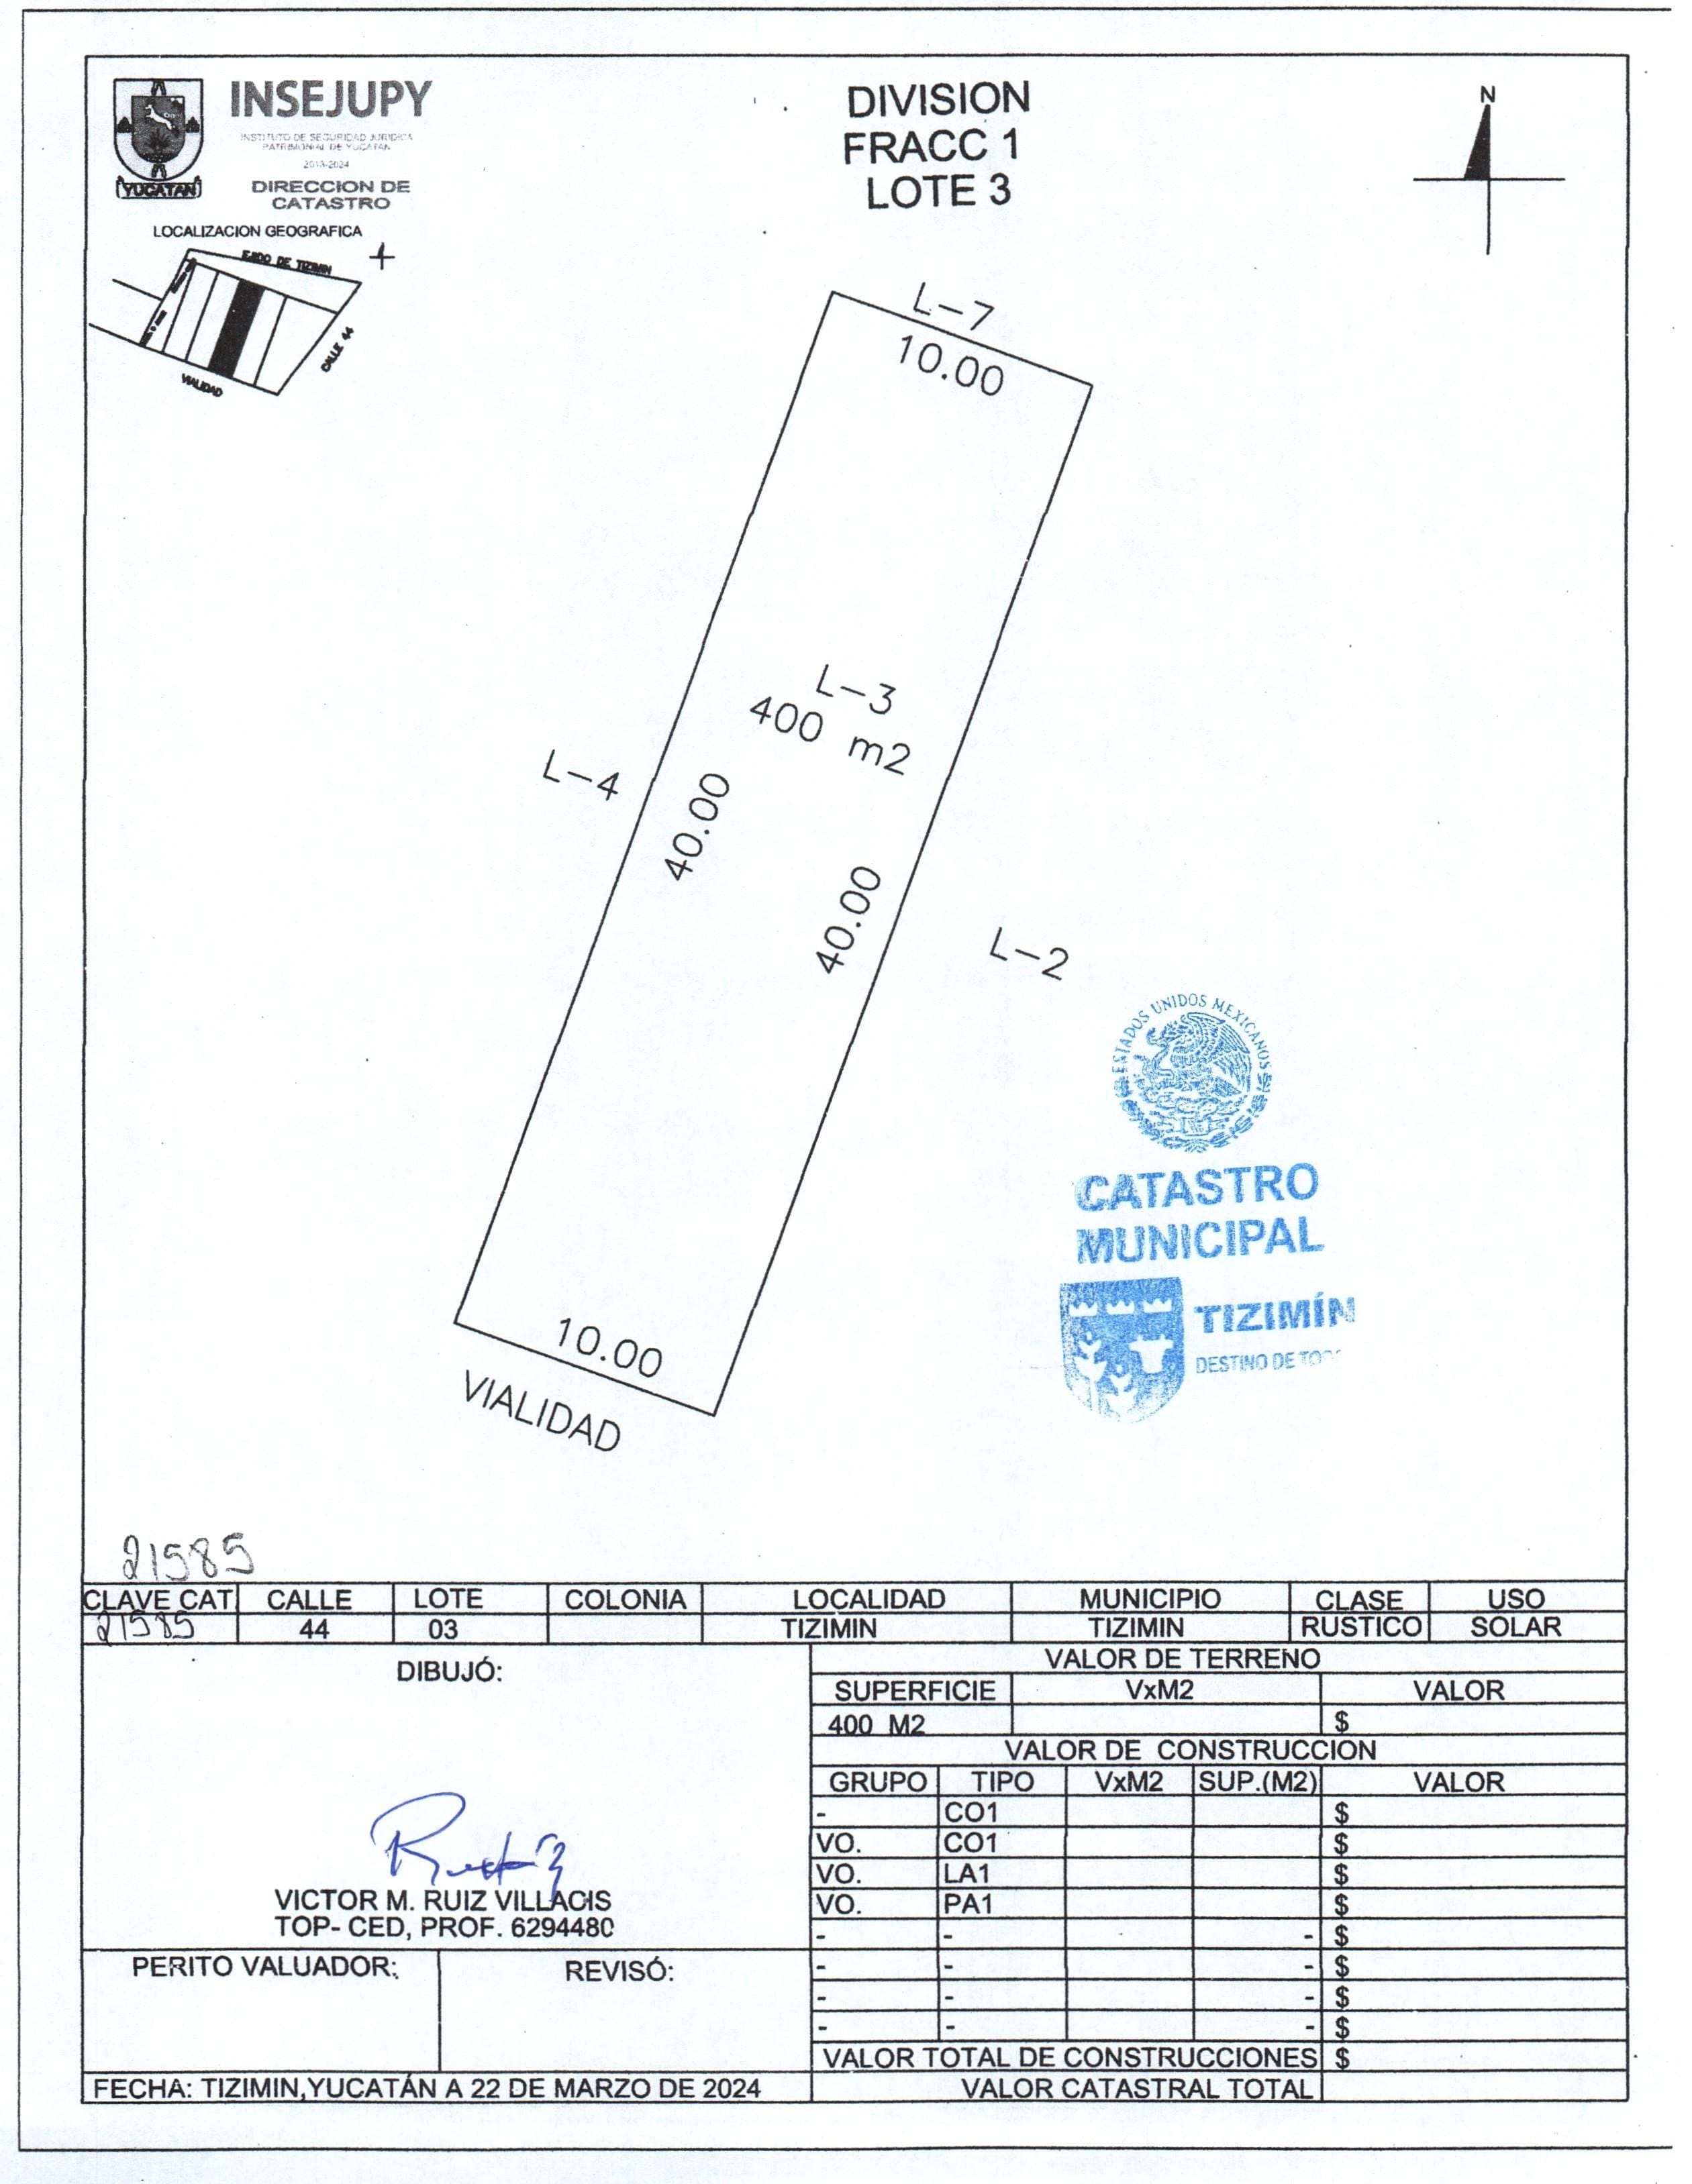 INSEJUPY
INSTITUTO DE SEGURIDAD JURIDICA
PATRIMONIAL DE YUCATAN
DIRECCION DE
CATASTRO
YUCATAN
LOCALIZACION GEOGRAFICA
EJIDO DE TIZIMIN
CALLE 44
VIALIDAD
DIVISION
FRACC 1
LOTE 3
N
L-7
10.00
L-3
400 m2
L-4
40.00
40.00
L-2
10.00
VIALIDAD
ESTADOS UNIDOS MEXICANOS
CATASTRO
MUNICIPAL
TIZIMÍN
DESTINO DE
21585
CLAVE CAT CALLE LOTE COLONIA LOCALIDAD MUNICIPIO CLASE USO
21585 44 03 TIZIMIN TIZIMIN RUSTICO SOLAR
DIBUJÓ:
VICTOR M. RUIZ VILLACIS
TOP- CED, PROF. 6294480
PERITO VALUADOR: REVISÓ:
FECHA: TIZIMIN,YUCATÁN A 22 DE MARZO DE 2024
VALOR DE TERRENO
SUPERFICIE VxM2 VALOR
400 M2 $
VALOR DE CONSTRUCCION
GRUPO TIPO VxM2 SUP.(M2) VALOR
- CO1 $
VO. CO1 $
VO. LA1 $
VO. PA1 $
- - - $
- - - $
- - - $
- - - $
VALOR TOTAL DE CONSTRUCCIONES $
VALOR CATASTRAL TOTAL